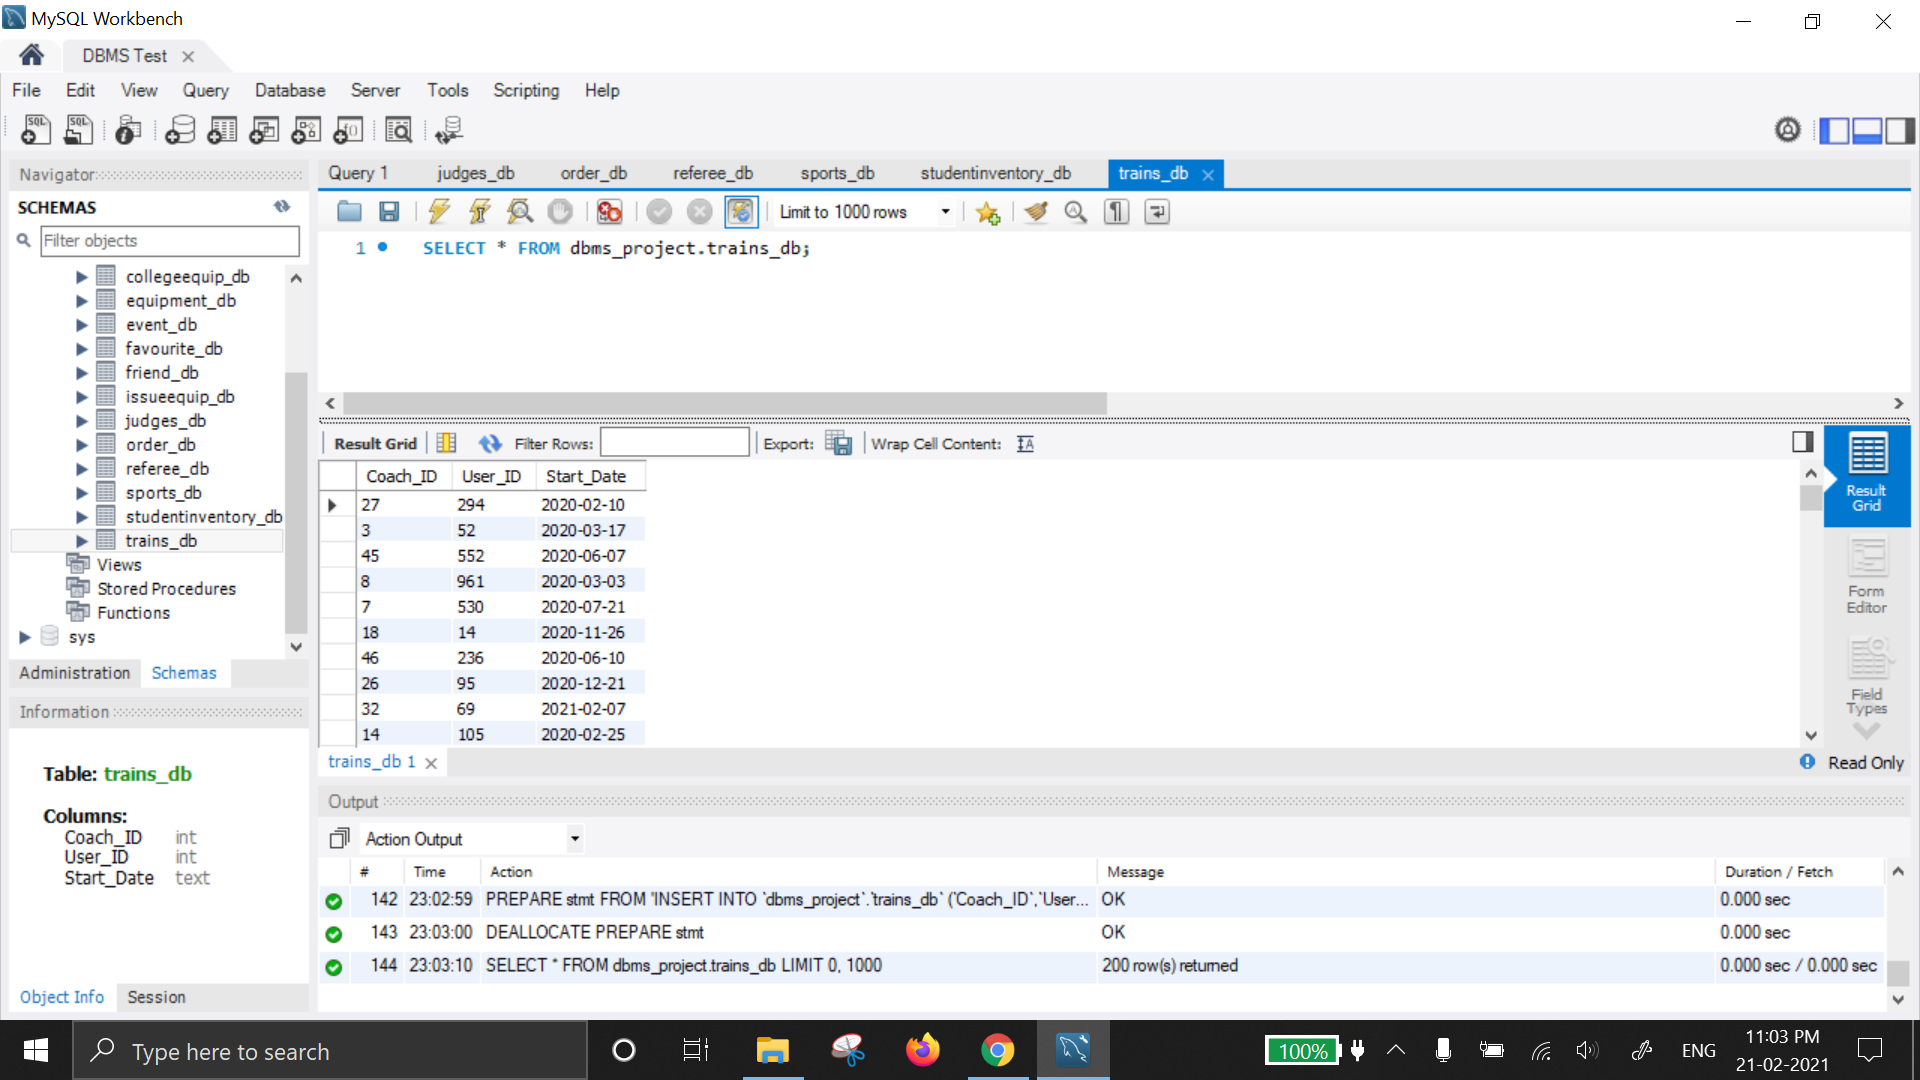 MySQL Workbench
DBMS Test
File Edit View Query Database Server Tools Scripting Help
Navigator
SCHEMAS
Filter objects
collegeequip_db
equipment_db
event_db
favourite_db
friend_db
issueequip_db
judges_db
order_db
referee_db
sports_db
studentinventory_db
trains_db
Views
Stored Procedures
Functions
sys
Administration Schemas
Information
Table: trains_db
Columns:
Coach_ID int
User_ID int
Start_Date text
Object Info Session
Query 1 judges_db order_db referee_db sports_db studentinventory_db trains_db
Limit to 1000 rows
1 SELECT * FROM dbms_project.trains_db;
Result Grid Filter Rows: Export: Wrap Cell Content:
Coach_ID User_ID Start_Date
27 294 2020-02-10
3 52 2020-03-17
45 552 2020-06-07
8 961 2020-03-03
7 530 2020-07-21
18 14 2020-11-26
46 236 2020-06-10
26 95 2020-12-21
32 69 2021-02-07
14 105 2020-02-25
Result
Grid
Form
Editor
Field
Types
trains_db 1
Read Only
Output
Action Output
# Time Action Message Duration / Fetch
142 23:02:59 PREPARE stmt FROM 'INSERT INTO `dbms_project`.`trains_db` (`Coach_ID`,`User... OK 0.000 sec
143 23:03:00 DEALLOCATE PREPARE stmt OK 0.000 sec
144 23:03:10 SELECT * FROM dbms_project.trains_db LIMIT 0, 1000 200 row(s) returned 0.000 sec / 0.000 sec
Type here to search
100%
ENG
11:03 PM
21-02-2021